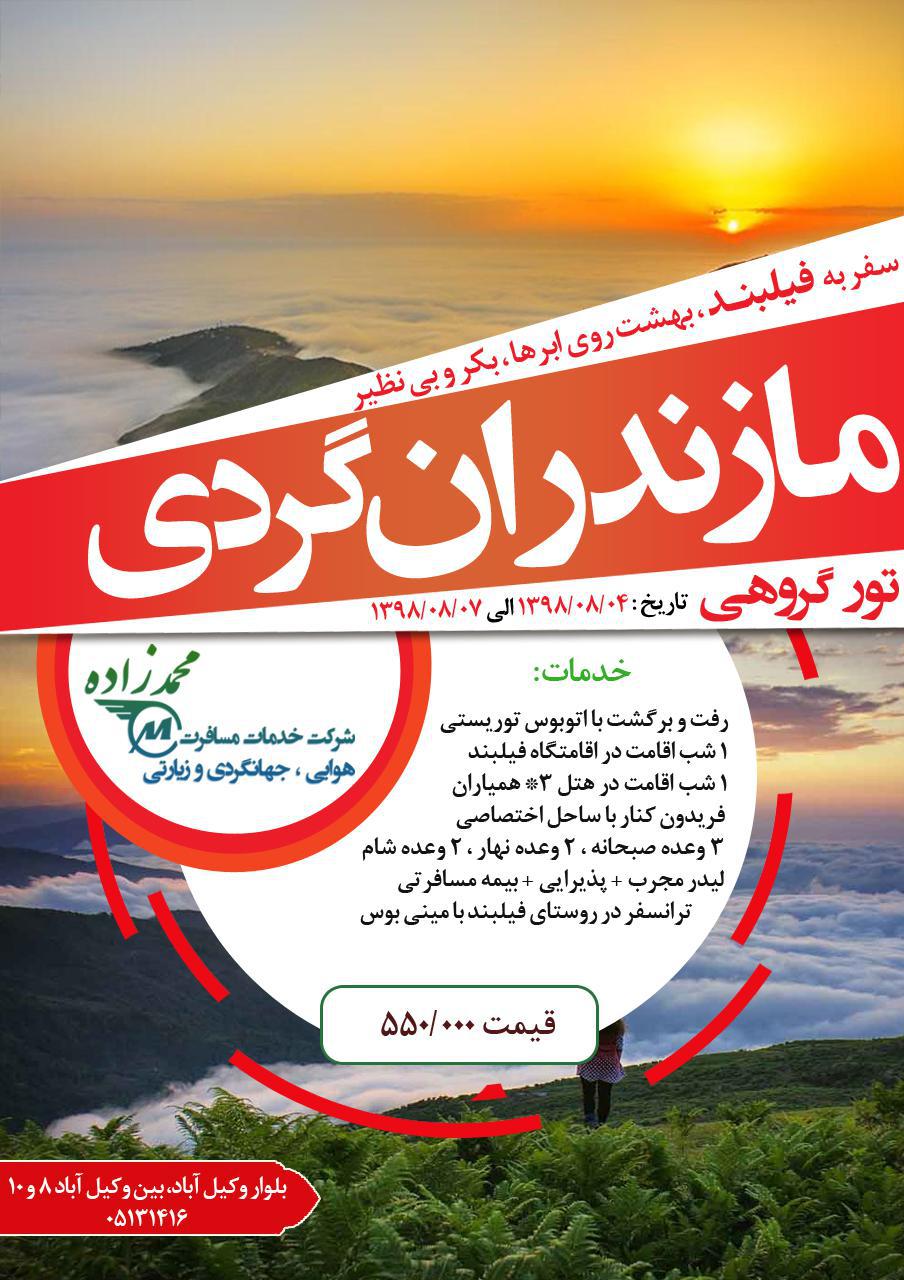 سفر به فیلبند، بهشت روی ابرها، بکر و بی نظیر
مازندران گردی
تور گروهی
تاریخ: ۱۳۹۸/۰۸/۰۴ الی ۱۳۹۸/۰۸/۰۷
محمدزاده
شرکت خدمات مسافرت
هوایی ، جهانگردی و زیارتی
خدمات:
رفت و برگشت با اتوبوس توریستی
۱ شب اقامت در اقامتگاه فیلبند
۱ شب اقامت در هتل ۳* همیاران
فریدون کنار با ساحل اختصاصی
۳ وعده صبحانه ، ۲ وعده نهار ، ۲ وعده شام
لیدر مجرب + پذیرایی + بیمه مسافرتی
ترانسفر در روستای فیلبند با مینی بوس
قیمت ۵۵۰/۰۰۰
بلوار وکیل آباد، بین وکیل آباد ۸ و ۱۰
۰۵۱۳۱۴۱۶